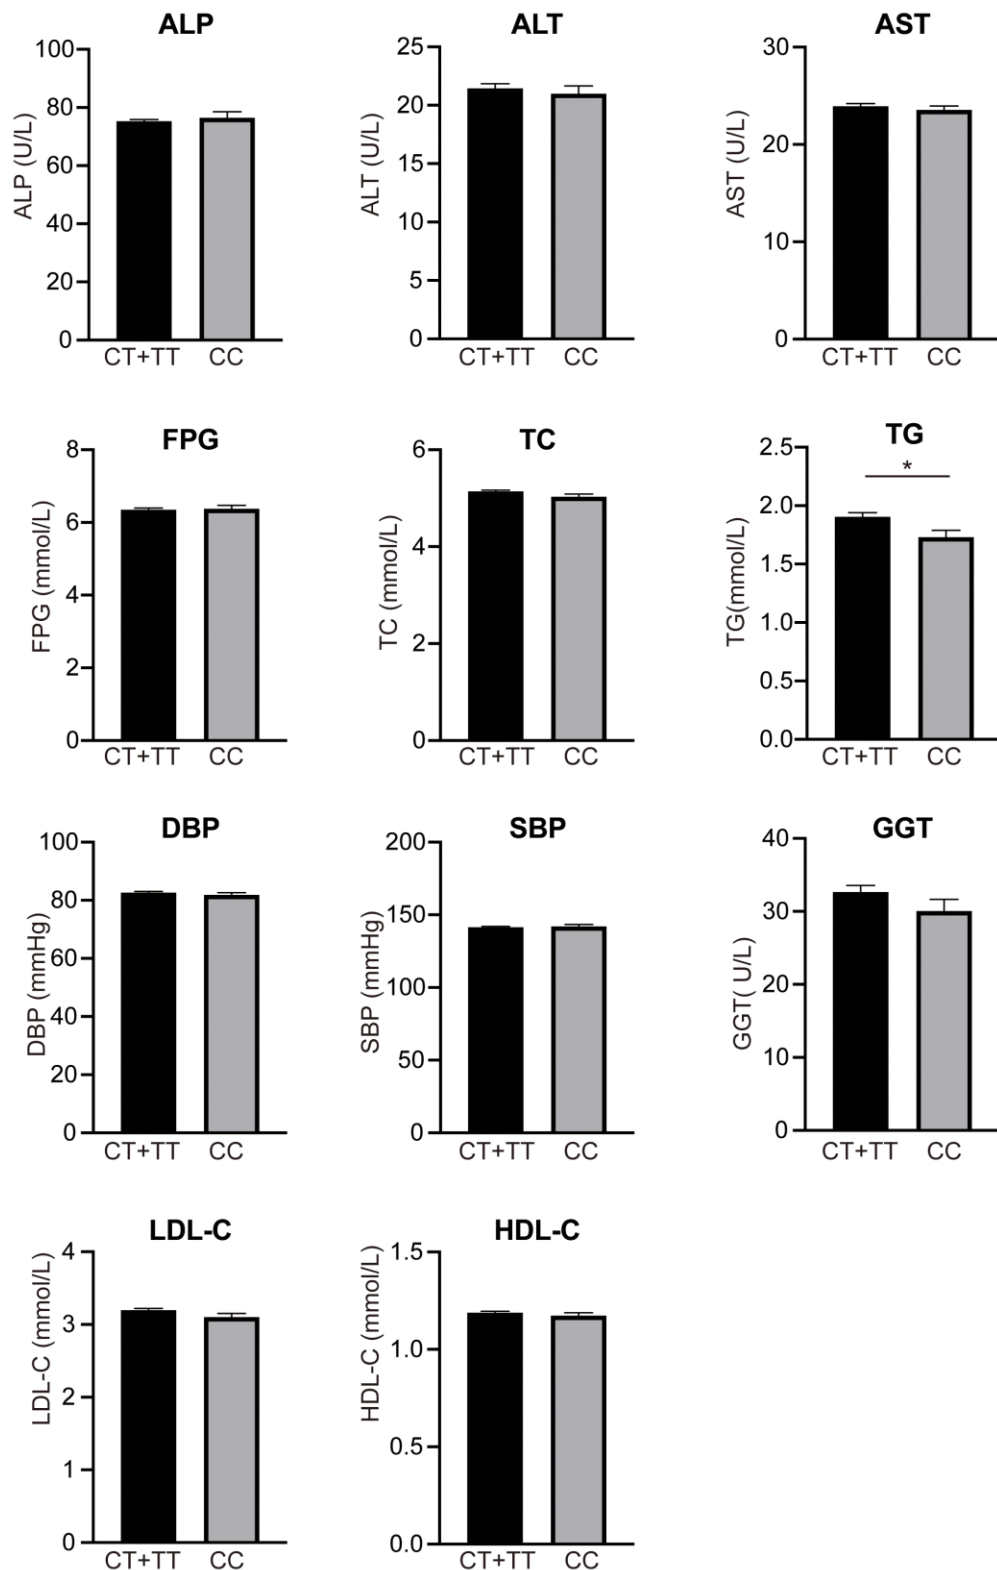 ALP
ALP (U/L)
100
80
60
40
20
0
CT+TT CC
ALT
ALT (U/L)
25
20
15
10
5
0
CT+TT CC
AST
AST (U/L)
30
20
10
0
CT+TT CC
FPG
FPG (mmol/L)
8
6
4
2
0
CT+TT CC
TC
TC (mmol/L)
6
4
2
0
CT+TT CC
TG
TG(mmol/L)
2.5
2.0
1.5
1.0
0.5
0.0
*
CT+TT CC
DBP
DBP (mmHg)
100
80
60
40
20
0
CT+TT CC
SBP
SBP (mmHg)
200
150
100
50
0
CT+TT CC
GGT
GGT( U/L)
40
30
20
10
0
CT+TT CC
LDL-C
LDL-C (mmol/L)
4
3
2
1
0
CT+TT CC
HDL-C
HDL-C (mmol/L)
1.5
1.0
0.5
0.0
CT+TT CC